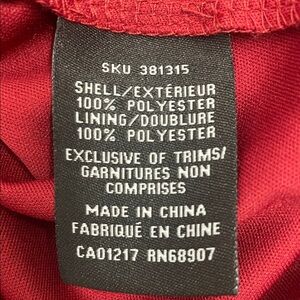 SKU 381315
SHELL/EXTÉRIEUR
100% POLYESTER
LINING/DOUBLURE
100% POLYESTER
EXCLUSIVE OF TRIMS/
GARNITURES NON
COMPRISES
MADE IN CHINA
FABRIQUÉ EN CHINE
CA01217 RN68907